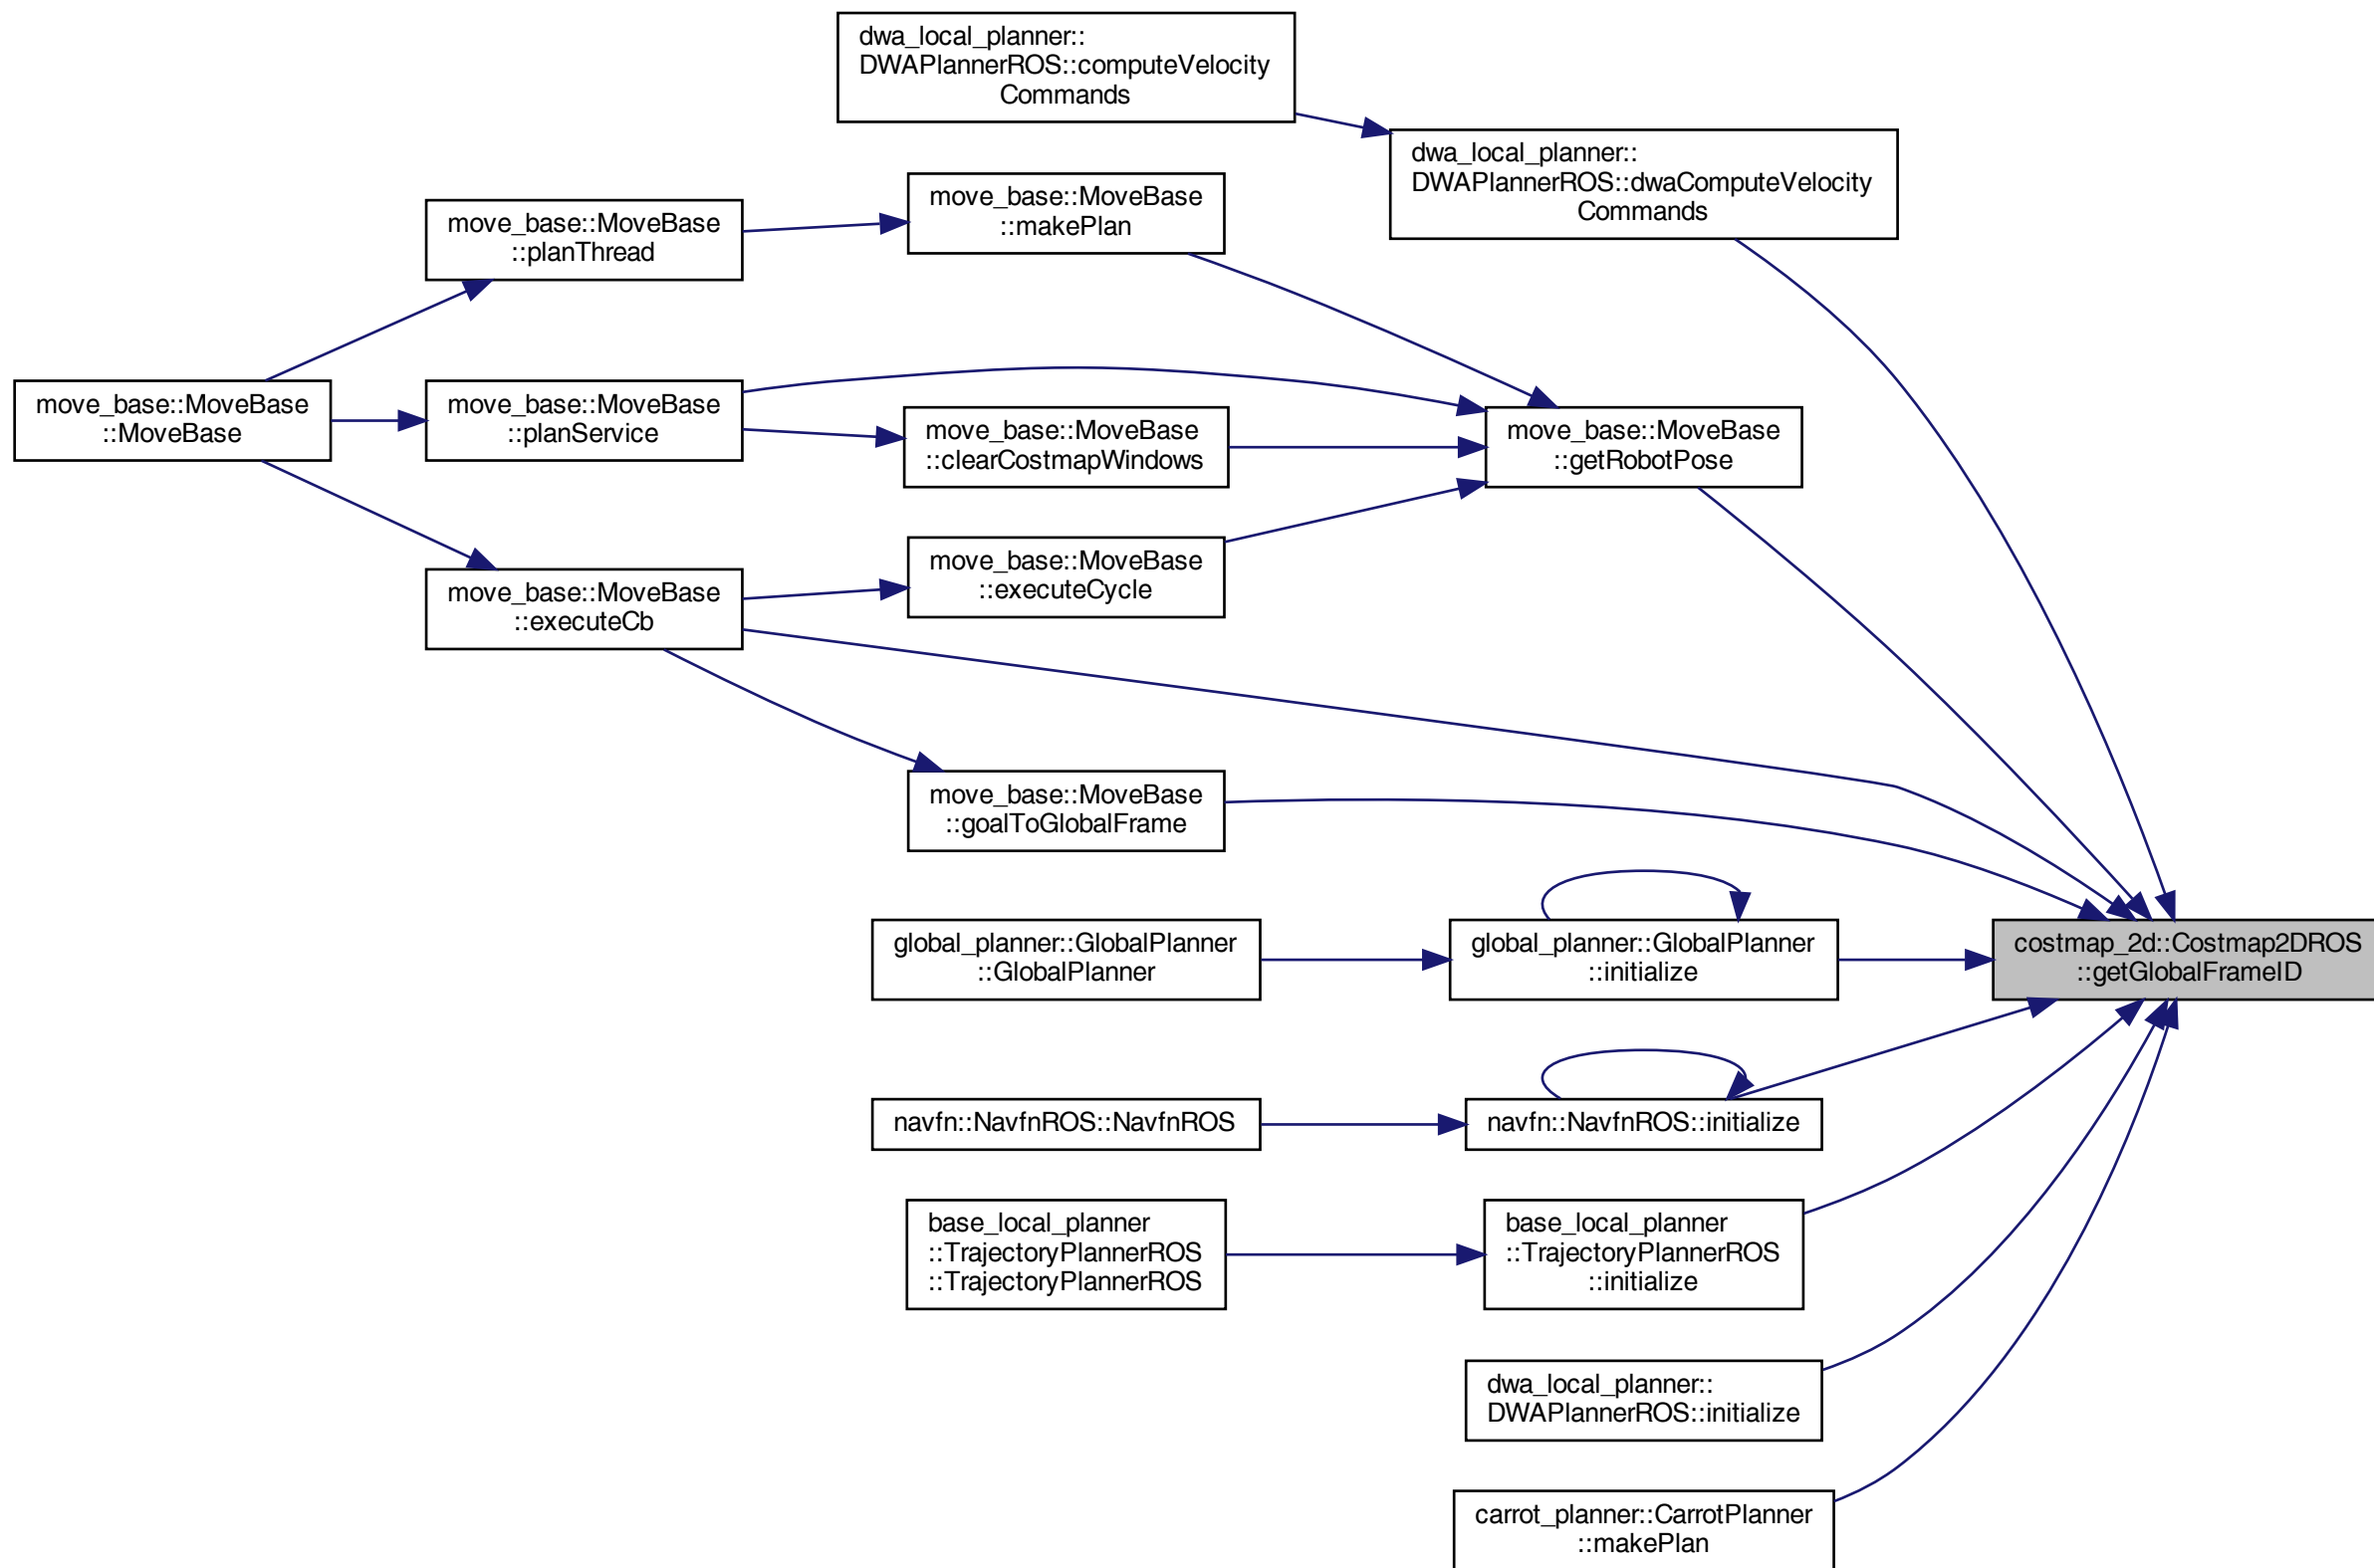 dwa_local_planner::
DWAPlannerROS::computeVelocity
Commands
dwa_local_planner::
DWAPlannerROS::dwaComputeVelocity
Commands
move_base::MoveBase
::makePlan
move_base::MoveBase
::planThread
move_base::MoveBase
::MoveBase
move_base::MoveBase
::planService
move_base::MoveBase
::clearCostmapWindows
move_base::MoveBase
::getRobotPose
move_base::MoveBase
::executeCycle
move_base::MoveBase
::executeCb
move_base::MoveBase
::goalToGlobalFrame
global_planner::GlobalPlanner
::GlobalPlanner
global_planner::GlobalPlanner
::initialize
costmap_2d::Costmap2DROS
::getGlobalFrameID
navfn::NavfnROS::NavfnROS
navfn::NavfnROS::initialize
base_local_planner
::TrajectoryPlannerROS
::TrajectoryPlannerROS
base_local_planner
::TrajectoryPlannerROS
::initialize
dwa_local_planner::
DWAPlannerROS::initialize
carrot_planner::CarrotPlanner
::makePlan